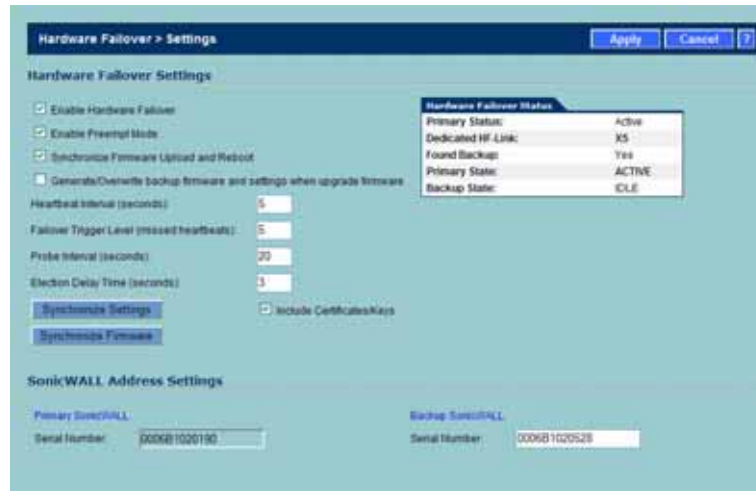 Hardware Failover > Settings
Apply
Cancel
?
Hardware Failover Settings
Enable Hardware Failover
Enable Preempt Mode
Synchronize Firmware Upload and Reboot
Generate/Overwrite backup firmware and settings when upgrade firmware
Heartbeat Interval (seconds): 5
Failover Trigger Level (missed heartbeats): 5
Probe Interval (seconds): 20
Election Delay Time (seconds): 3
Synchronize Settings
Include Certificates/Keys
Synchronize Firmware
Hardware Failover Status
Primary Status: Active
Dedicated HF-Link: X5
Found Backup: Yes
Primary State: ACTIVE
Backup State: IDLE
SonicWALL Address Settings
Primary SonicWALL
Serial Number: 0006B1020190
Backup SonicWALL
Serial Number: 0006B1020528